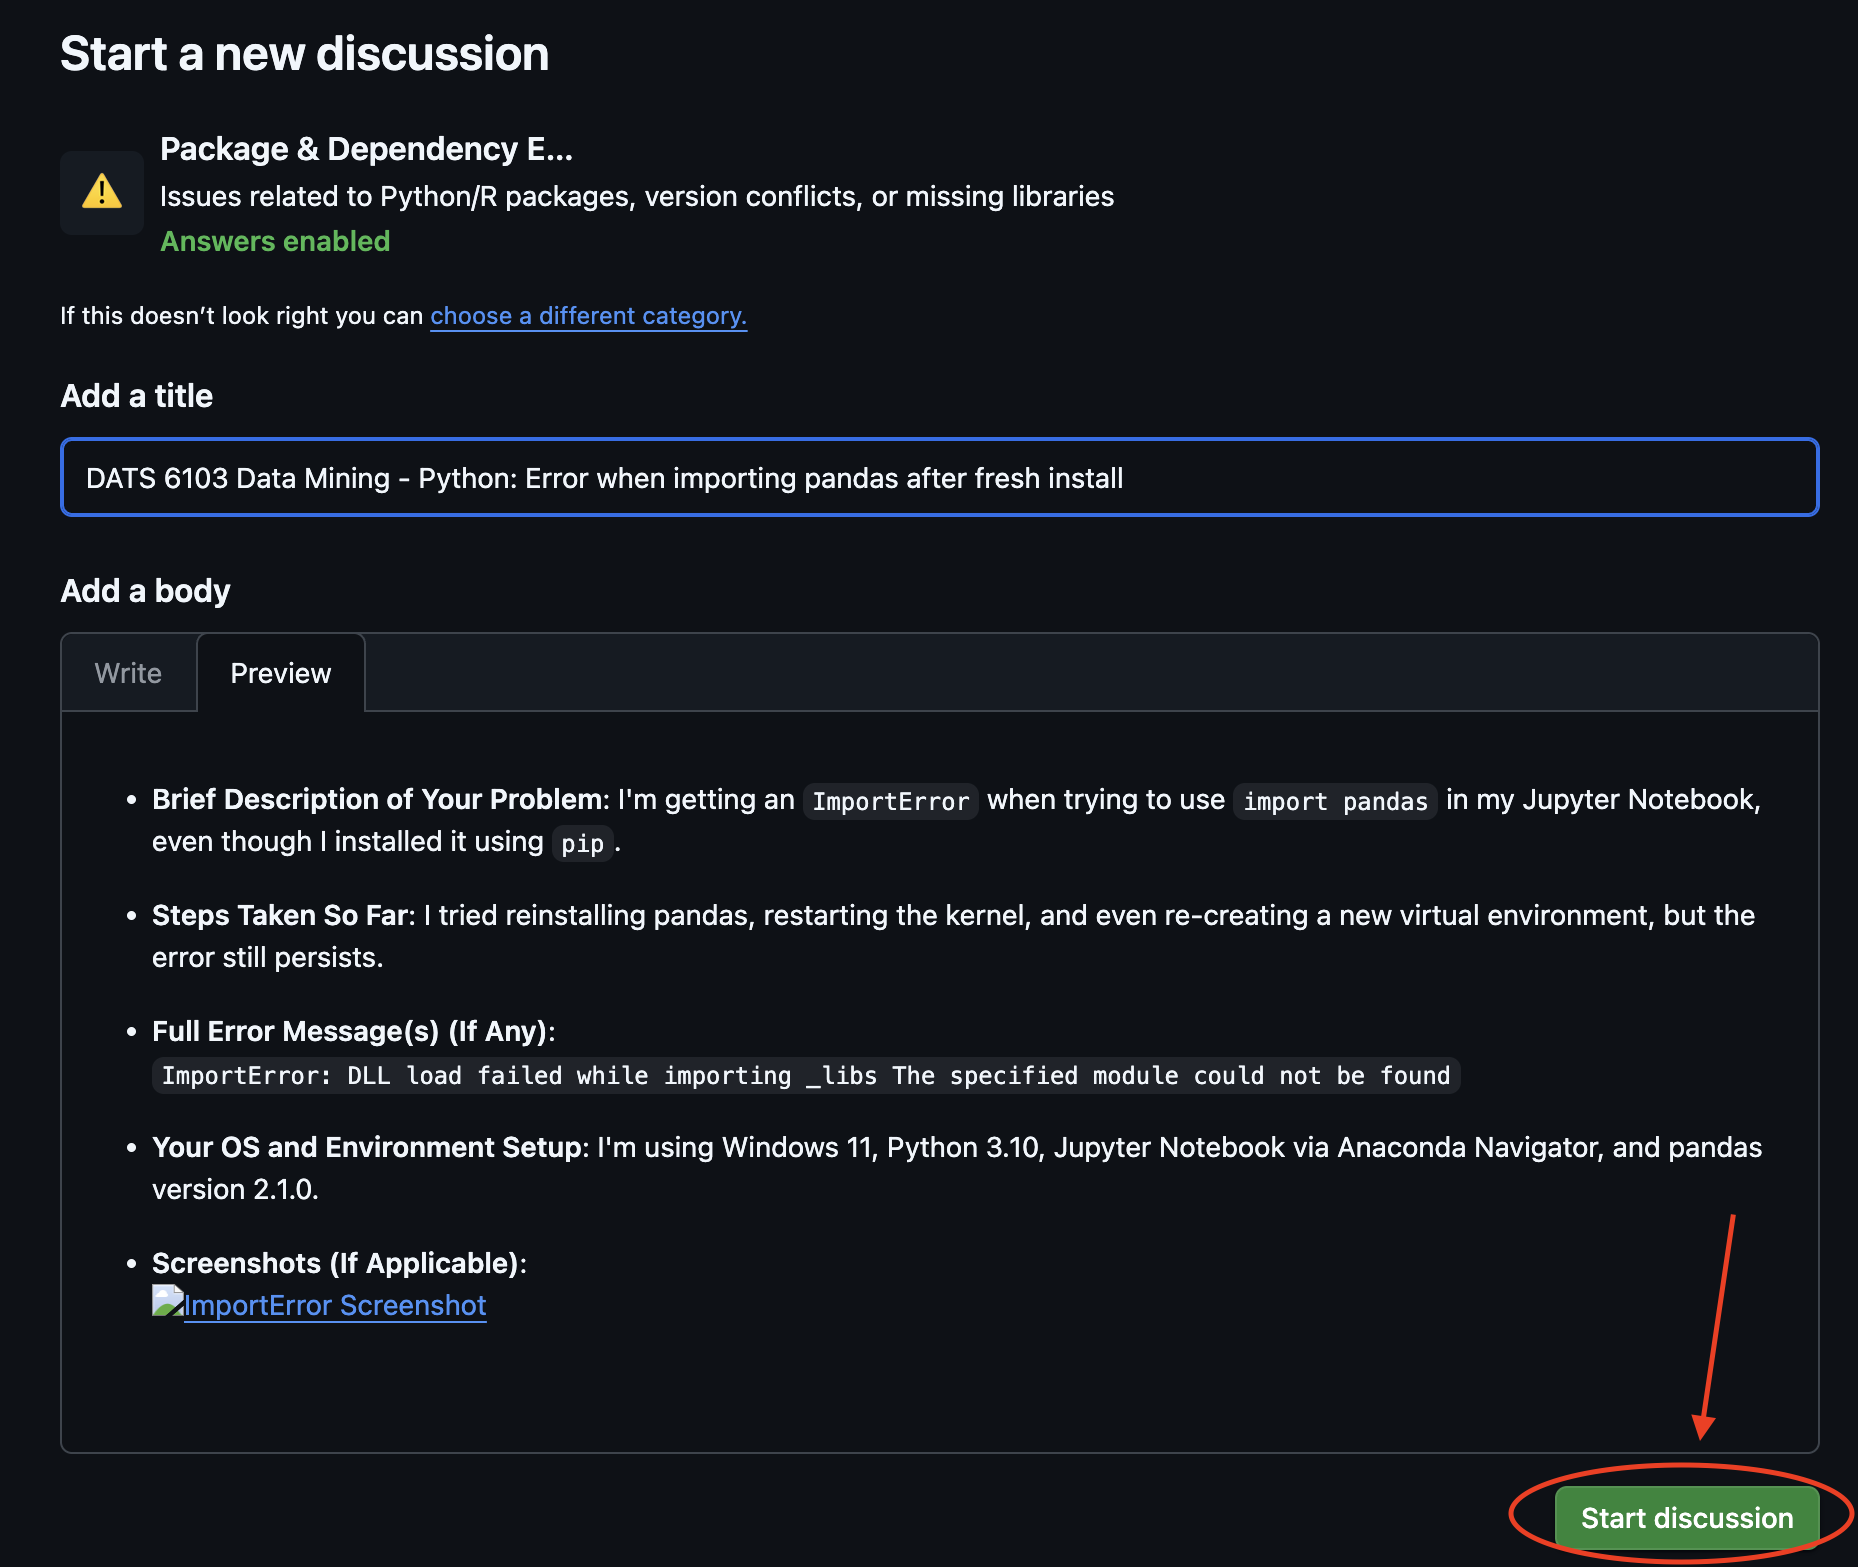 Start a new discussion
Package & Dependency E...
Issues related to Python/R packages, version conflicts, or missing libraries
Answers enabled
If this doesn’t look right you can choose a different category.
Add a title
DATS 6103 Data Mining - Python: Error when importing pandas after fresh install
Add a body
Write Preview
• Brief Description of Your Problem: I'm getting an ImportError when trying to use import pandas in my Jupyter Notebook,
even though I installed it using pip.
• Steps Taken So Far: I tried reinstalling pandas, restarting the kernel, and even re-creating a new virtual environment, but the
error still persists.
• Full Error Message(s) (If Any):
ImportError: DLL load failed while importing _libs The specified module could not be found
• Your OS and Environment Setup: I'm using Windows 11, Python 3.10, Jupyter Notebook via Anaconda Navigator, and pandas
version 2.1.0.
• Screenshots (If Applicable):
ImportError Screenshot
Start discussion